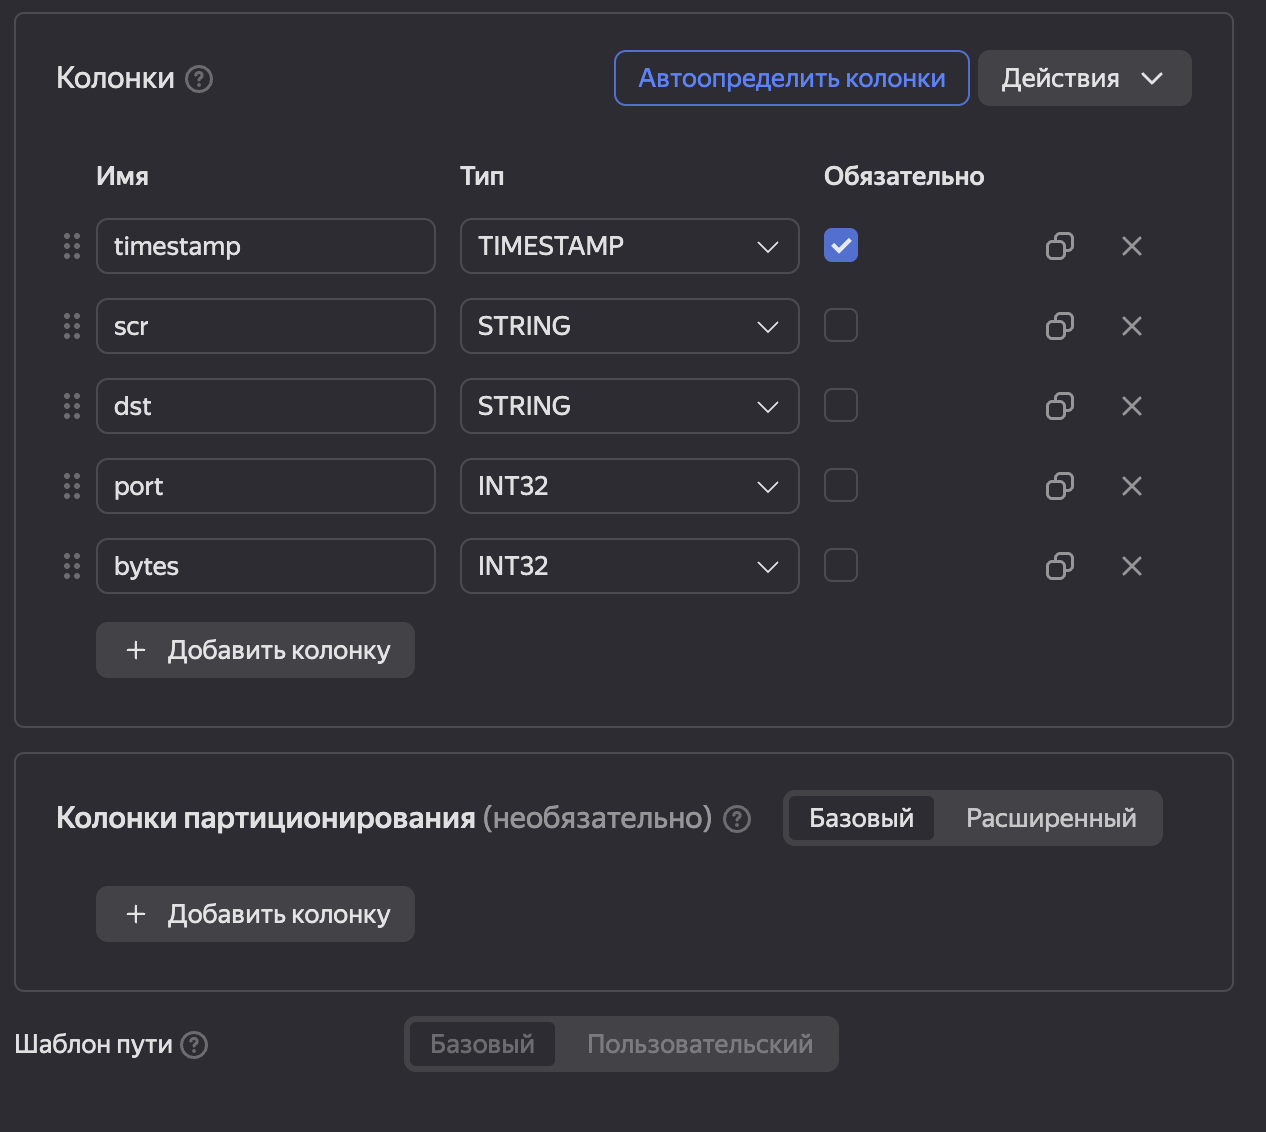 Колонки ? Автоопределить колонки Действия
Имя Тип Обязательно
timestamp TIMESTAMP
scr STRING
dst STRING
port INT32
bytes INT32
+ Добавить колонку
Колонки партиционирования (необязательно) ? Базовый Расширенный
+ Добавить колонку
Шаблон пути ? Базовый Пользовательский